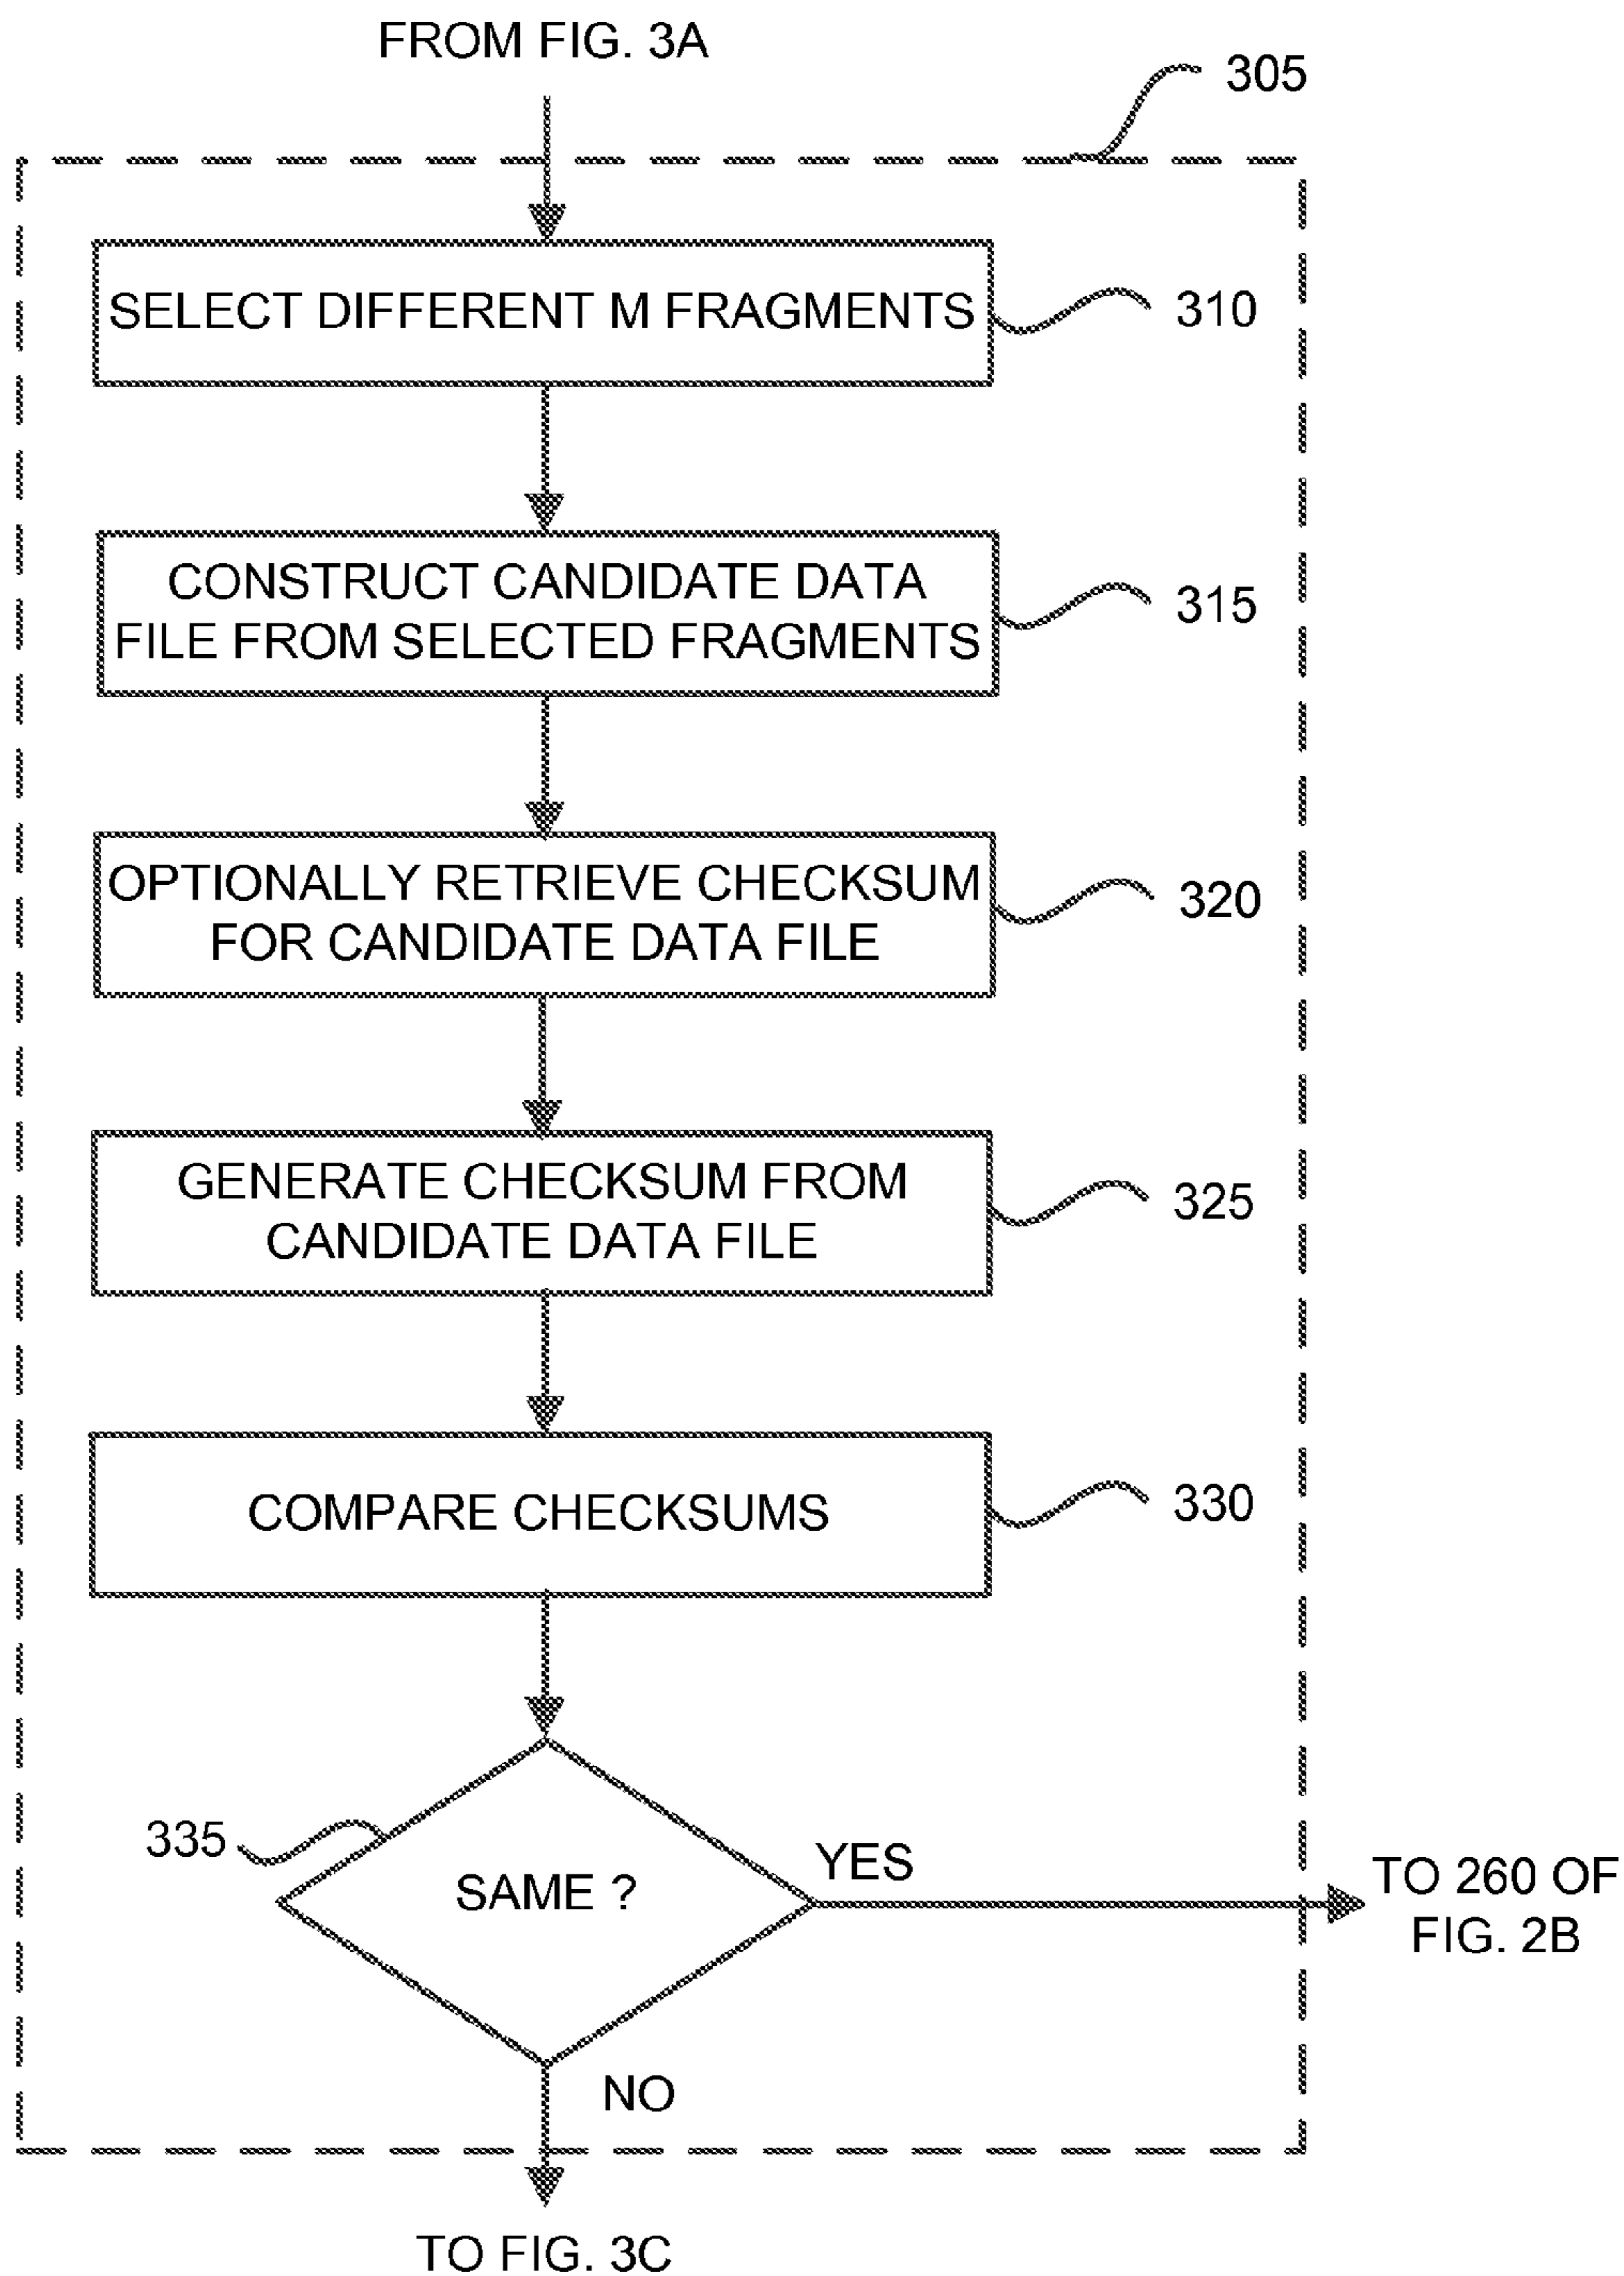 FROM FIG. 3A
305
SELECT DIFFERENT M FRAGMENTS
310
CONSTRUCT CANDIDATE DATA
FILE FROM SELECTED FRAGMENTS
315
OPTIONALLY RETRIEVE CHECKSUM
FOR CANDIDATE DATA FILE
320
GENERATE CHECKSUM FROM
CANDIDATE DATA FILE
325
COMPARE CHECKSUMS
330
335
SAME ?
YES
TO 260 OF
FIG. 2B
NO
TO FIG. 3C